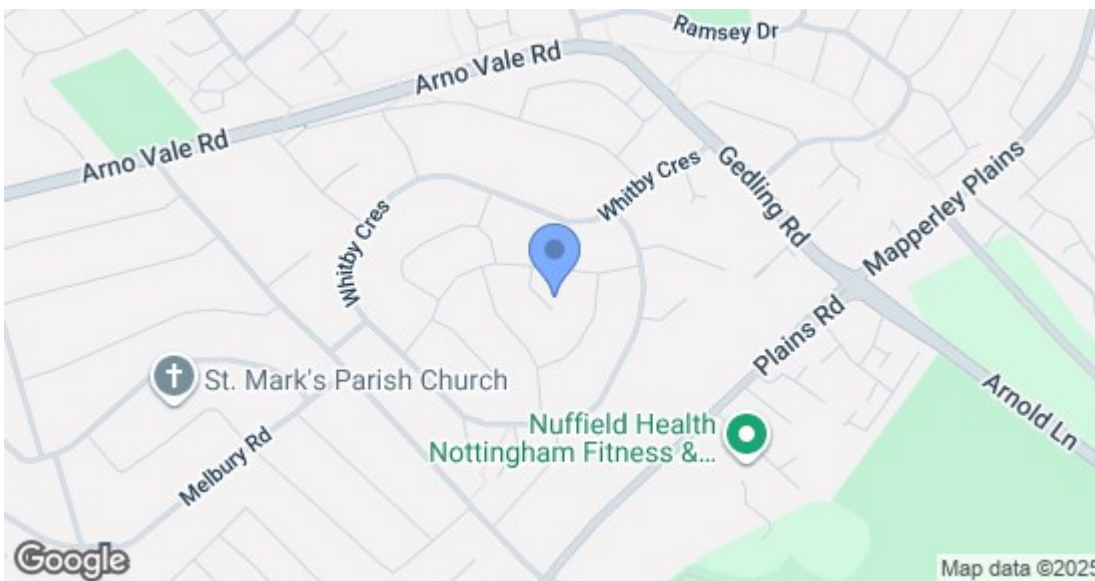 Ramsey Dr
Arno Vale Rd
Arno Vale Rd
Whitby Cres
Gedling Rd
Mapperley Plains
Whitby Cres
Plains Rd
St. Mark's Parish Church
Arnold Ln
Nuffield Health
Nottingham Fitness &...
Melbury Rd
Google
Map data ©2025